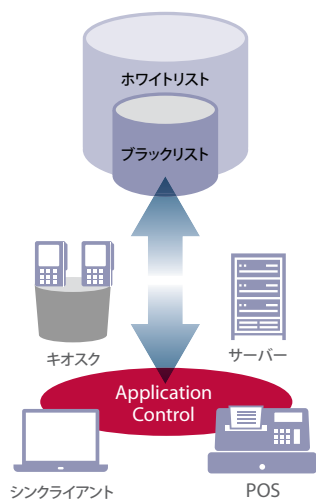 ホワイトリスト
ブラックリスト
キオスク
サーバー
Application
Control
シンクライアント
POS